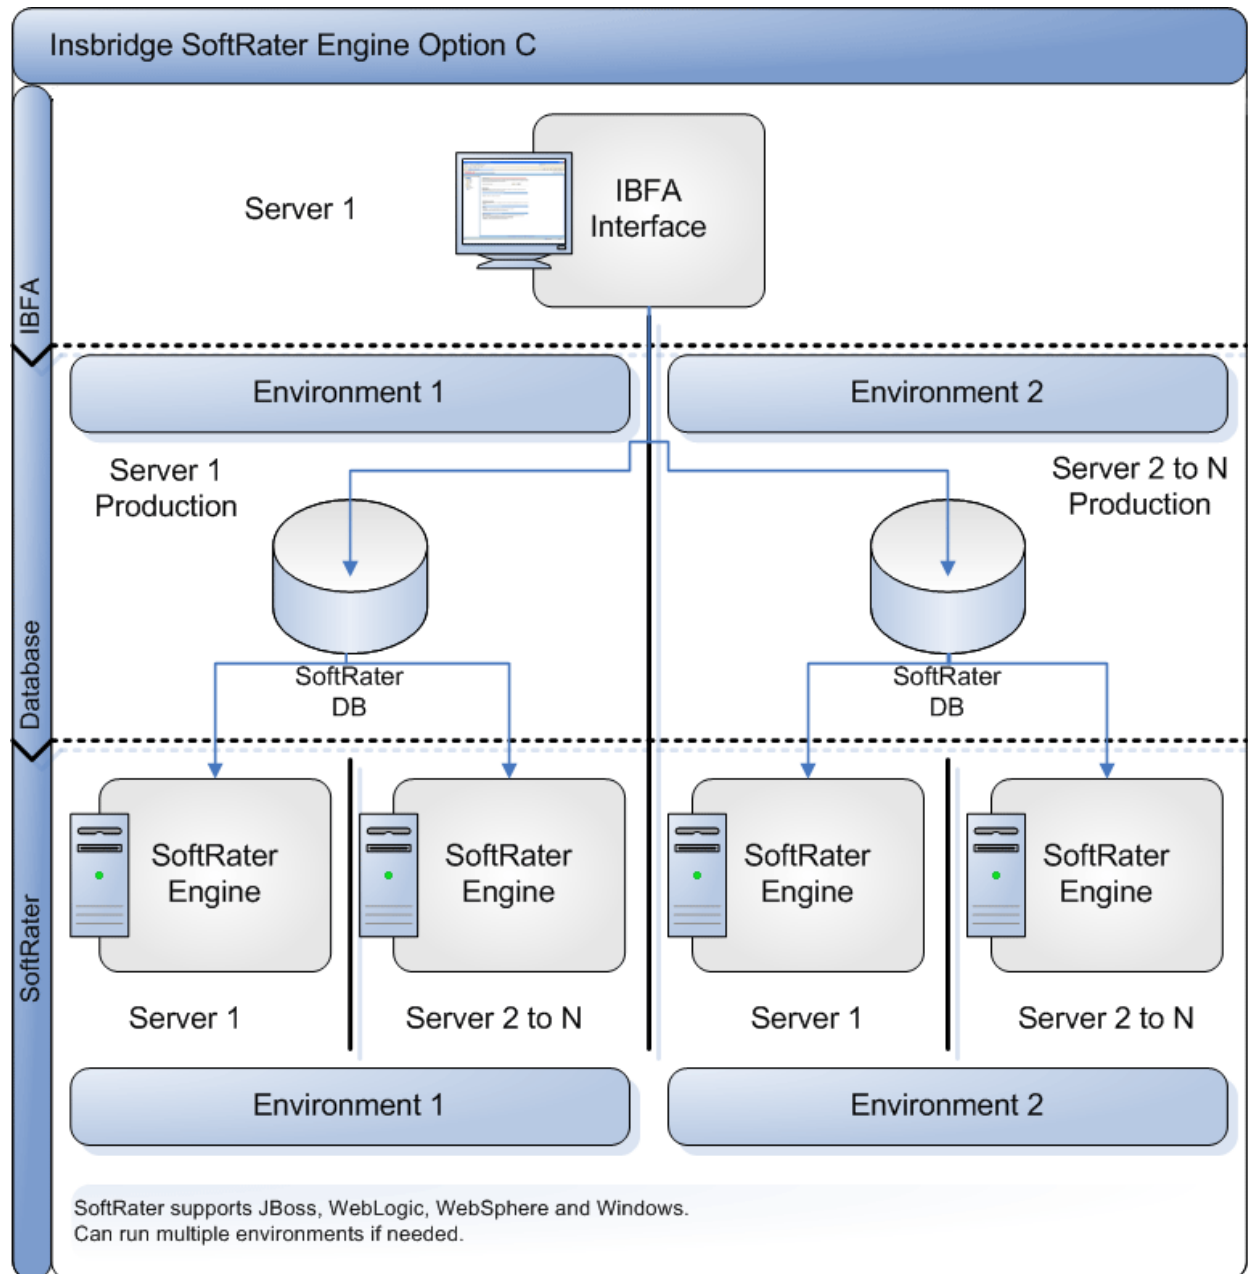 Insbridge SoftRater Engine Option C
IBFA
Server 1
IBFA
Interface
Database
Environment 1
Environment 2
Server 1
Production
Server 2 to N
Production
SoftRater
DB
SoftRater
DB
SoftRater
SoftRater
Engine
SoftRater
Engine
SoftRater
Engine
SoftRater
Engine
Server 1
Server 2 to N
Server 1
Server 2 to N
Environment 1
Environment 2
SoftRater supports JBoss, WebLogic, WebSphere and Windows.
Can run multiple environments if needed.